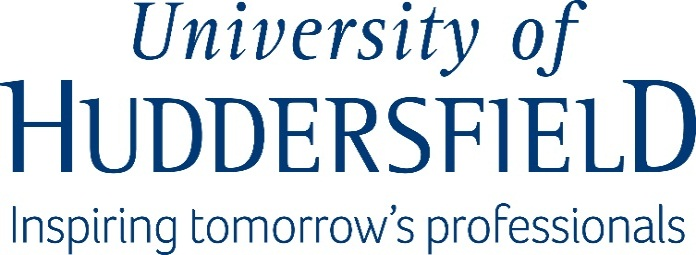 University of
HUDDERSFIELD
Inspiring tomorrow's professionals